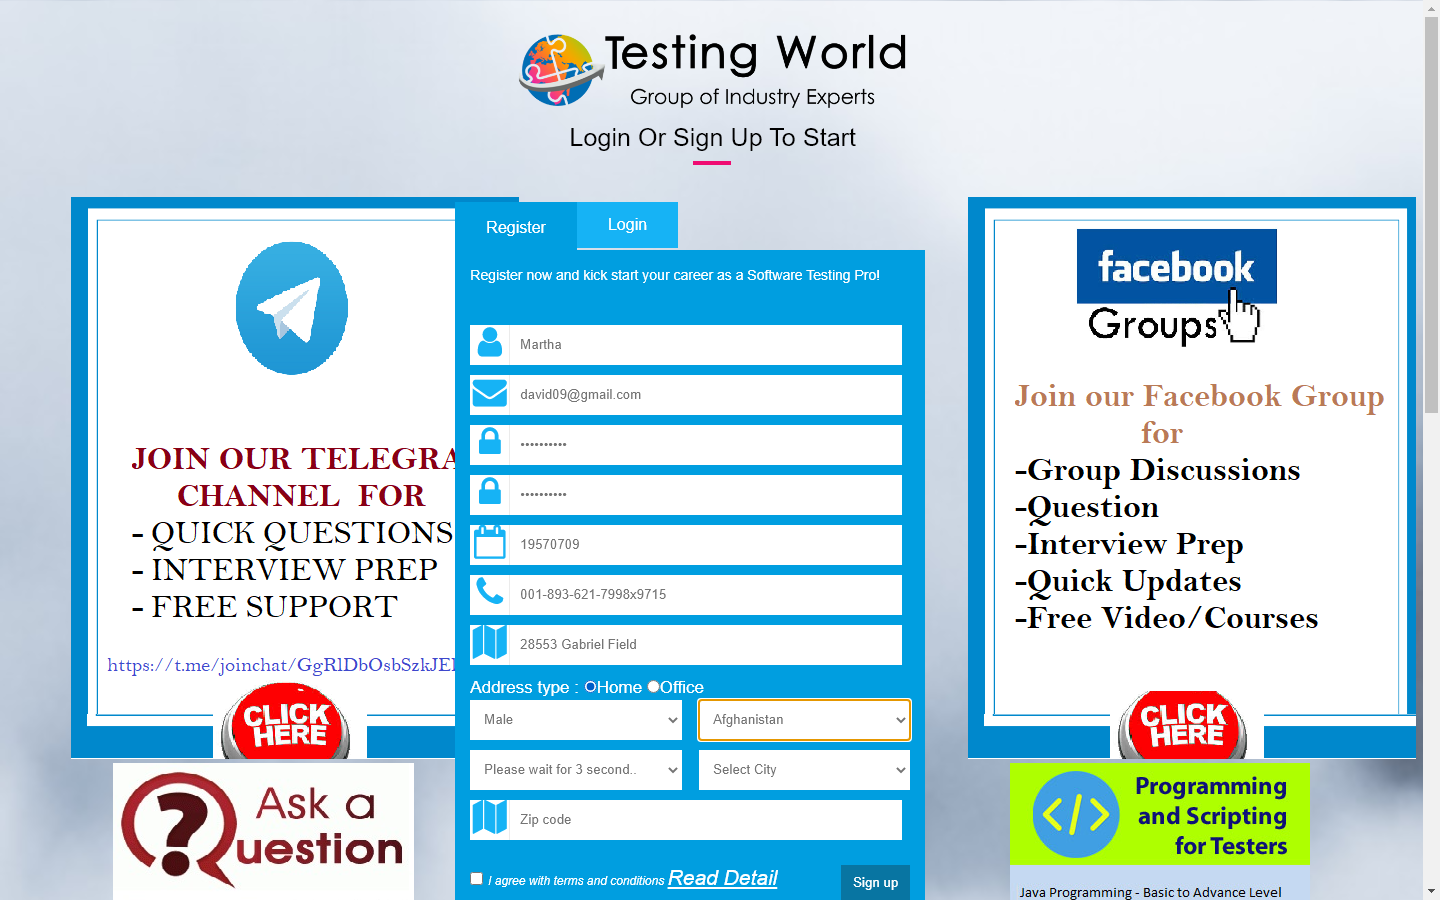 Testing World
Group of Industry Experts
Login Or Sign Up To Start
JOIN OUR TELEGRA
CHANNEL FOR
- QUICK QUESTIONS
- INTERVIEW PREP
- FREE SUPPORT
https://t.me/joinchat/GgRlDbOsbSzkJE
CLICK
HERE
Ask a
Question
Register
Login
Register now and kick start your career as a Software Testing Pro!
Martha
david09@gmail.com
••••••••••
••••••••••
19570709
001-893-621-7998x9715
28553 Gabriel Field
Address type : Home Office
Male
Afghanistan
Please wait for 3 second..
Select City
Zip code
I agree with terms and conditions Read Detail
Sign up
facebook
Groups
Join our Facebook Group
for
-Group Discussions
-Question
-Interview Prep
-Quick Updates
-Free Video/Courses
CLICK
HERE
</> Programming
and Scripting
for Testers
Java Programming - Basic to Advance Level